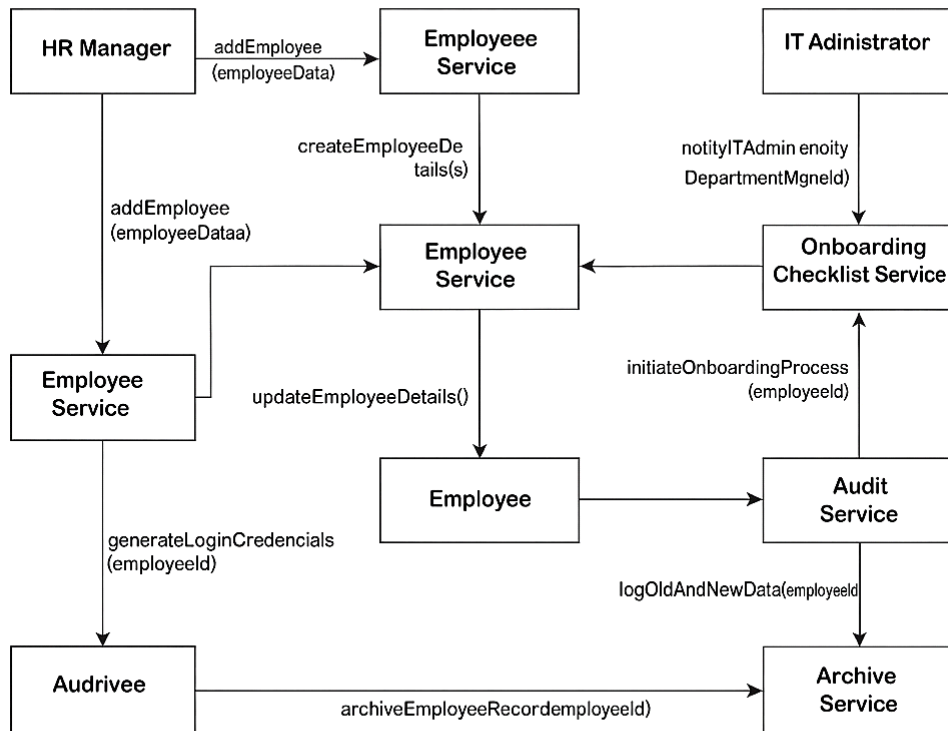 HR Manager
addEmployee
(employeeData)
Employeee
Service
IT Adinistrator
createEmployeeDe
tails(s)
notityITAdmin enoity
DepartmentMgneld)
addEmployee
(employeeDataa)
Employee
Service
Onboarding
Checklist Service
Employee
Service
updateEmployeeDetails()
initiateOnboardingProcess
(employeeId)
Employee
Audit
Service
generateLoginCredencials
(employeeId)
logOldAndNewData(employeeId
Audrivee
archiveEmployeeRecordemployeeId)
Archive
Service